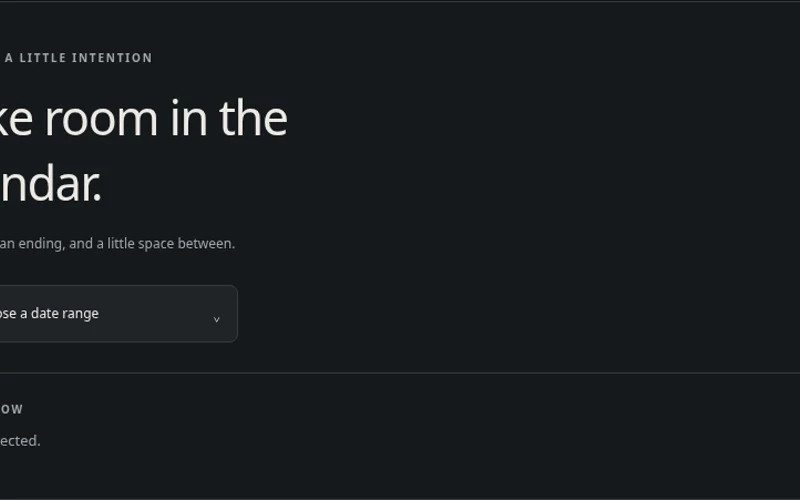 A LITTLE INTENTION
ke room in the
ndar.
an ending, and a little space between.
ose a date range
OW
ected.